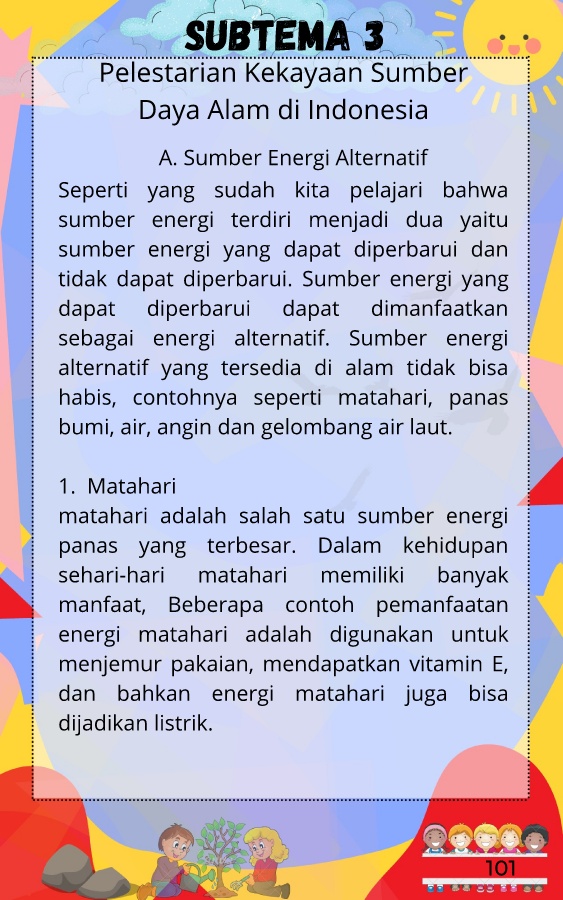 SUBTEMA 3
Pelestarian Kekayaan Sumber
Daya Alam di Indonesia
A. Sumber Energi Alternatif
Seperti yang sudah kita pelajari bahwa
sumber energi terdiri menjadi dua yaitu
sumber energi yang dapat diperbarui dan
tidak dapat diperbarui. Sumber energi yang
dapat diperbarui dapat dimanfaatkan
sebagai energi alternatif. Sumber energi
alternatif yang tersedia di alam tidak bisa
habis, contohnya seperti matahari, panas
bumi, air, angin dan gelombang air laut.
1. Matahari
matahari adalah salah satu sumber energi
panas yang terbesar. Dalam kehidupan
sehari-hari matahari memiliki banyak
manfaat, Beberapa contoh pemanfaatan
energi matahari adalah digunakan untuk
menjemur pakaian, mendapatkan vitamin E,
dan bahkan energi matahari juga bisa
dijadikan listrik.
101